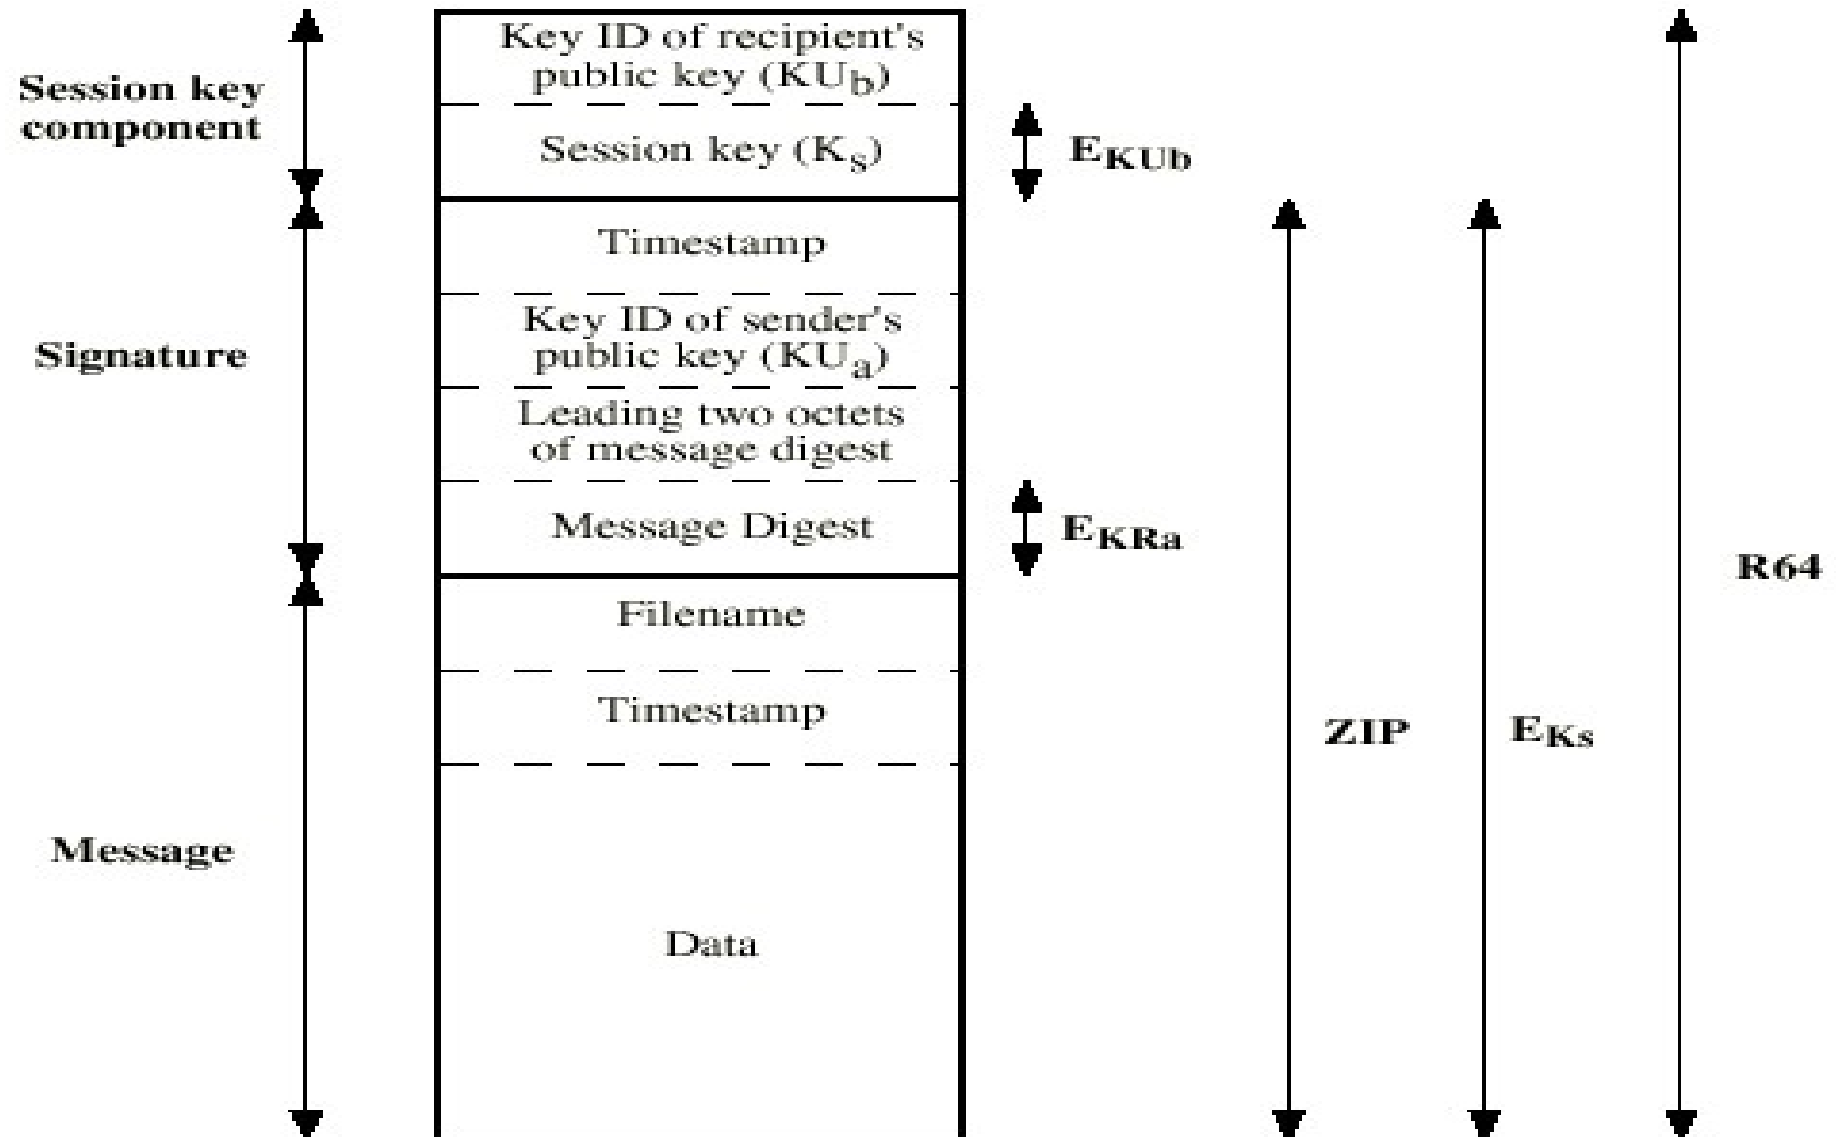 Key ID of recipient's
public key (KUb)
Session key
component
Session key (Ks)
EKUb
Timestamp
Key ID of sender's
public key (KUa)
Signature
Leading two octets
of message digest
Message Digest
EKRa
R64
Filename
Timestamp
ZIP
EKs
Message
Data